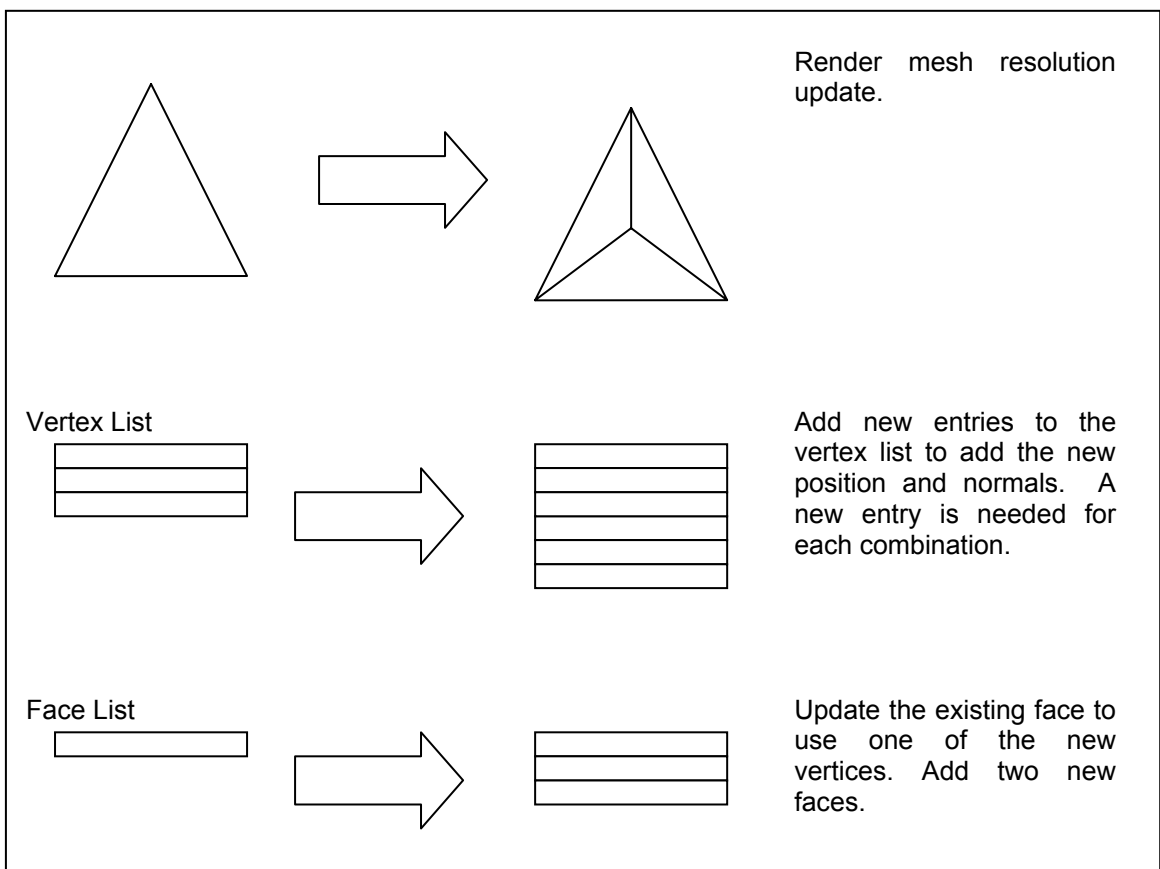 Render mesh resolution
update.
Vertex List
Add new entries to the
vertex list to add the new
position and normals. A
new entry is needed for
each combination.
Face List
Update the existing face to
use one of the new
vertices. Add two new
faces.